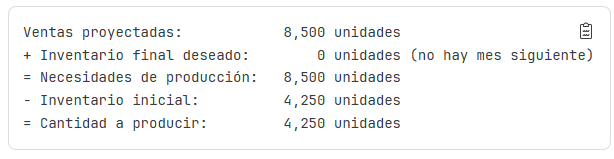 Ventas proyectadas: 8,500 unidades
+ Inventario final deseado: 0 unidades (no hay mes siguiente)
= Necesidades de producción: 8,500 unidades
- Inventario inicial: 4,250 unidades
= Cantidad a producir: 4,250 unidades